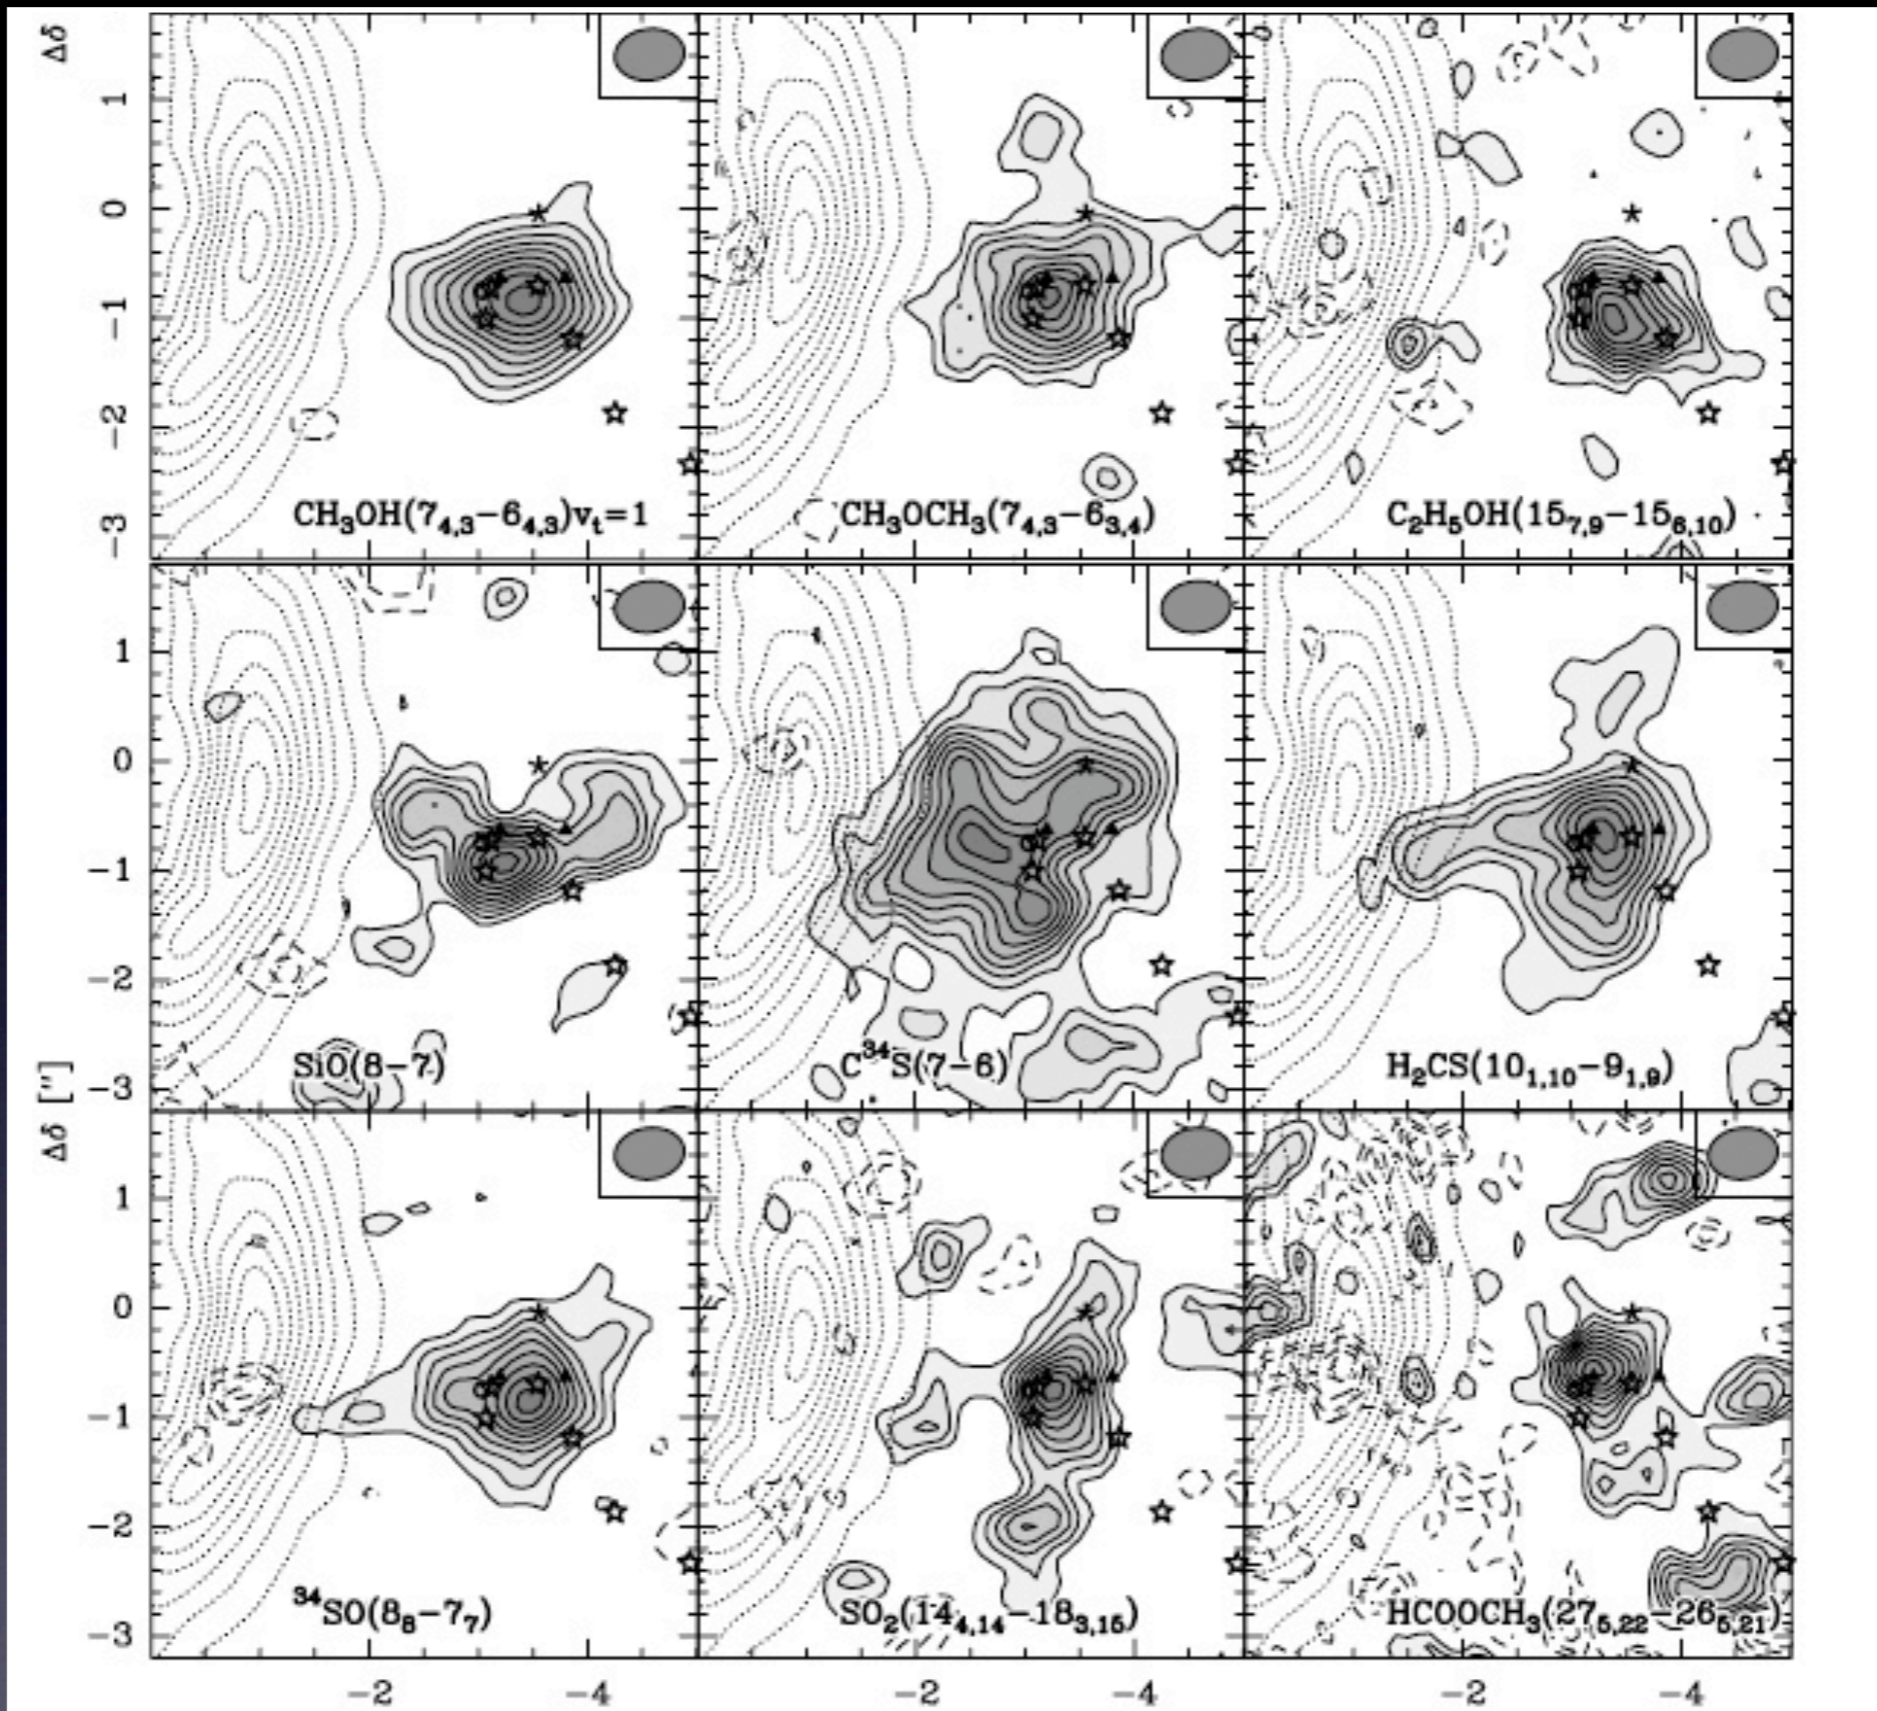 Δδ
1
0
−1
−2
−3
CH₃OH(7₄,₃−6₄,₃)vₜ=1
CH₃OCH₃(7₄,₃−6₃,₄)
C₂H₅OH(15₇,₉−15₆,₁₀)
1
0
−1
−2
−3
Δδ ["]
SiO(8−7)
C³⁴S(7−6)
H₂CS(10₁,₁₀−9₁,₉)
1
0
−1
−2
−3
³⁴SO(8₈−7₇)
SO₂(14₄,₁₄−18₃,₁₅)
HCOOCH₃(27₅,₂₂−26₅,₂₁)
−2 −4 −2 −4 −2 −4